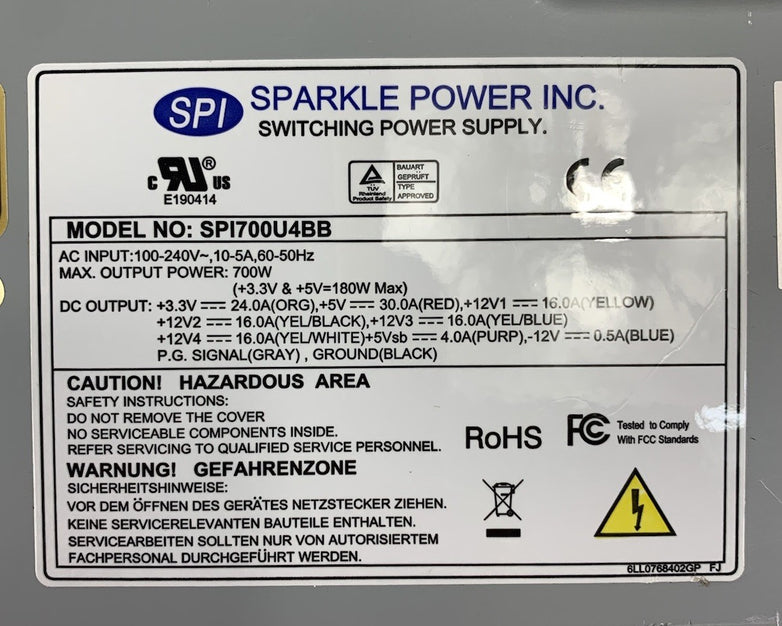 SPI SPARKLE POWER INC.
SWITCHING POWER SUPPLY.
c RU ® US
E190414
TÜV
Rheinland
Product Safety
BAUART
GEPRÜFT
TYPE
APPROVED
CE
MODEL NO: SPI700U4BB
AC INPUT:100-240V~,10-5A,60-50Hz
MAX. OUTPUT POWER: 700W
(+3.3V & +5V=180W Max)
DC OUTPUT: +3.3V ⎓ 24.0A(ORG),+5V ⎓ 30.0A(RED),+12V1 ⎓ 16.0A(YELLOW)
+12V2 ⎓ 16.0A(YEL/BLACK),+12V3 ⎓ 16.0A(YEL/BLUE)
+12V4 ⎓ 16.0A(YEL/WHITE)+5Vsb ⎓ 4.0A(PURP),-12V ⎓ 0.5A(BLUE)
P.G. SIGNAL(GRAY) , GROUND(BLACK)
CAUTION! HAZARDOUS AREA
SAFETY INSTRUCTIONS:
DO NOT REMOVE THE COVER
NO SERVICEABLE COMPONENTS INSIDE.
REFER SERVICING TO QUALIFIED SERVICE PERSONNEL.
RoHS
FC Tested to Comply
With FCC Standards
WARNUNG! GEFAHRENZONE
SICHERHEITSHINWEISE:
VOR DEM ÖFFNEN DES GERÄTES NETZSTECKER ZIEHEN.
KEINE SERVICERELEVANTEN BAUTEILE ENTHALTEN.
SERVICEARBEITEN SOLLTEN NUR VON AUTORISIERTEM
FACHPERSONAL DURCHGEFÜHRT WERDEN.
6LL0768402GP FJ